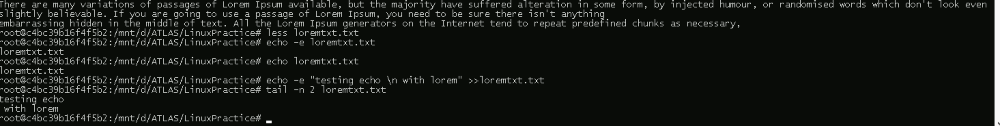 There are many variations of passages of Lorem Ipsum available, but the majority have suffered alteration in some form, by injected humour, or randomised words which don't look even
slightly believable. If you are going to use a passage of Lorem Ipsum, you need to be sure there isn't anything
embarrassing hidden in the middle of text. All the Lorem Ipsum generators on the Internet tend to repeat predefined chunks as necessary,
root@c4bc39b16f4f5b2:/mnt/d/ATLAS/LinuxPractice# less loremtxt.txt
root@c4bc39b16f4f5b2:/mnt/d/ATLAS/LinuxPractice# echo -e loremtxt.txt
loremtxt.txt
root@c4bc39b16f4f5b2:/mnt/d/ATLAS/LinuxPractice# echo loremtxt.txt
loremtxt.txt
root@c4bc39b16f4f5b2:/mnt/d/ATLAS/LinuxPractice# echo -e "testing echo \n with lorem" >>loremtxt.txt
root@c4bc39b16f4f5b2:/mnt/d/ATLAS/LinuxPractice# tail -n 2 loremtxt.txt
testing echo
 with lorem
root@c4bc39b16f4f5b2:/mnt/d/ATLAS/LinuxPractice#